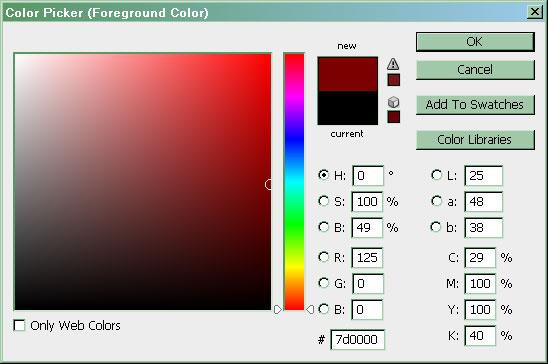 Color Picker (Foreground Color)
new
current
OK
Cancel
Add To Swatches
Color Libraries
H: 0 °
S: 100 %
B: 49 %
R: 125
G: 0
B: 0
# 7d0000
L: 25
a: 48
b: 38
C: 29 %
M: 100 %
Y: 100 %
K: 40 %
Only Web Colors